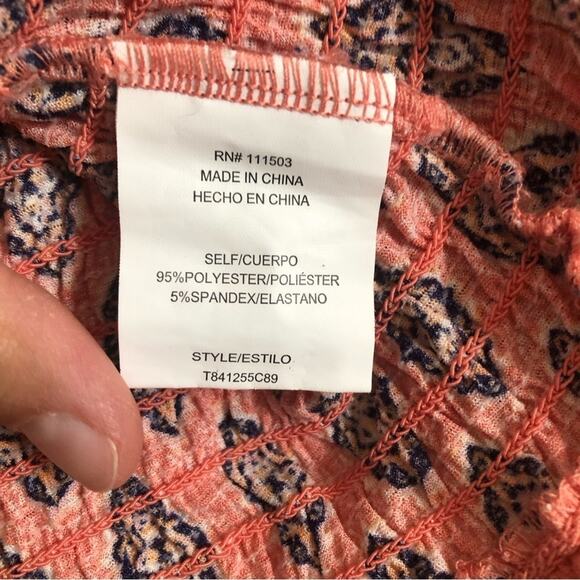 RN# 111503
MADE IN CHINA
HECHO EN CHINA
SELF/CUERPO
95%POLYESTER/POLIÉSTER
5%SPANDEX/ELASTANO
STYLE/ESTILO
T841255C89